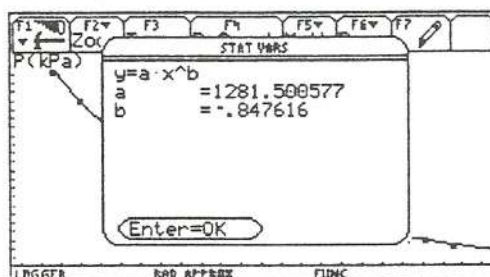 F1 F2 F3 F4 F5 F6 F7
Zoo
STAT VARS
P(kPa)
y=a·x^b
a =1281.500577
b =-.847616
Enter=OK
LOGGER RAD APPROX FUNC